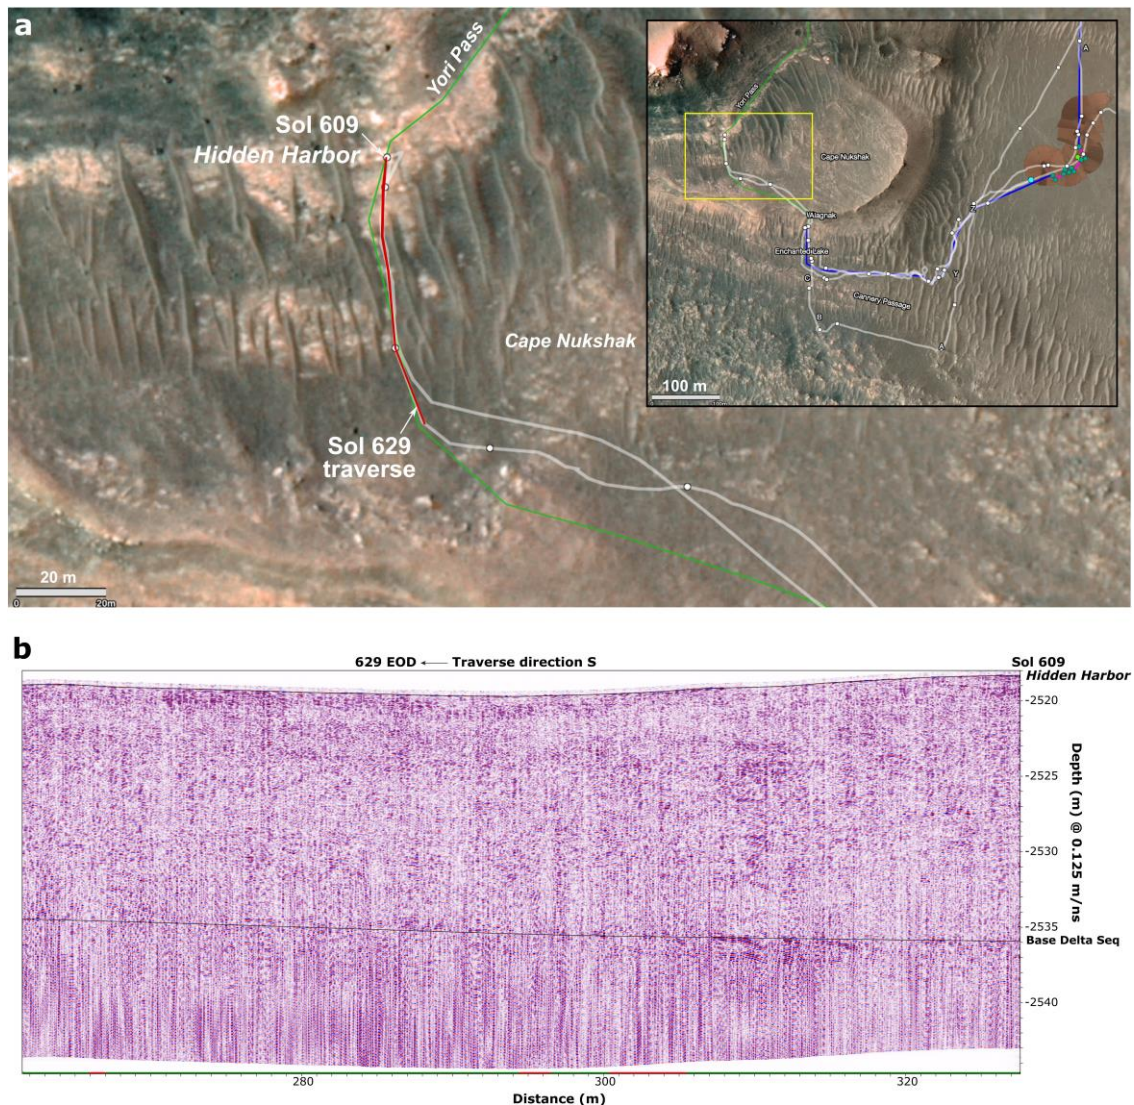 a
Yori Pass
Sol 609
Hidden Harbor
Cape Nukshak
Sol 629
traverse
20 m
0 20m
A
Yori Pass
Cape Nukshak
Enchanted Lake
Z
Y
C
Cannery Passage
B
A
100 m
b
629 EOD ← Traverse direction S
Sol 609
Hidden Harbor
-2520
-2525
-2530
-2535
Base Delta Seq
-2540
Depth (m) @ 0.125 m/ns
280 300 320
Distance (m)